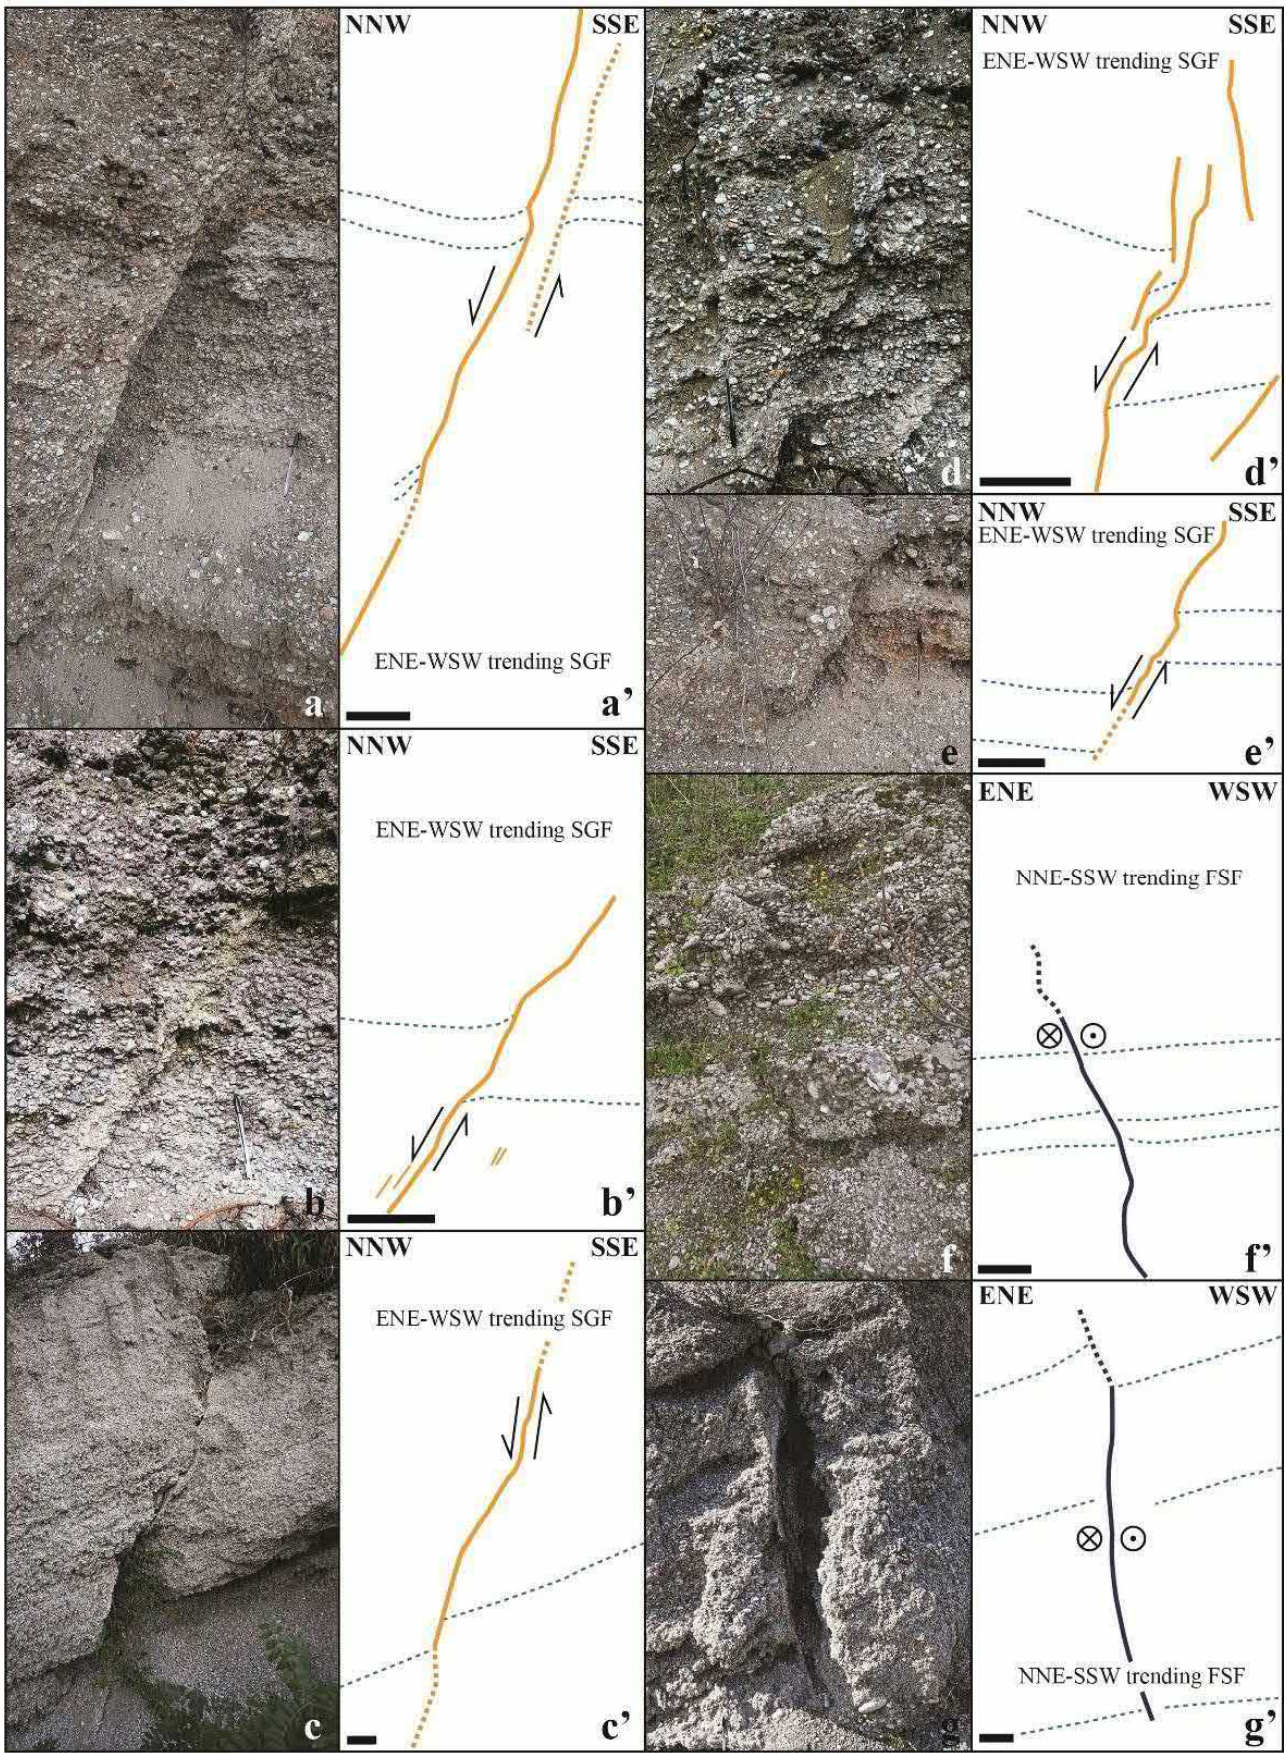 NNW SSE
ENE-WSW trending SGF
a a’
NNW SSE
ENE-WSW trending SGF
b b’
NNW SSE
ENE-WSW trending SGF
c c’
NNW SSE
ENE-WSW trending SGF
d d’
NNW SSE
ENE-WSW trending SGF
e e’
ENE WSW
NNE-SSW trending FSF
f f’
ENE WSW
NNE-SSW trending FSF
g g’